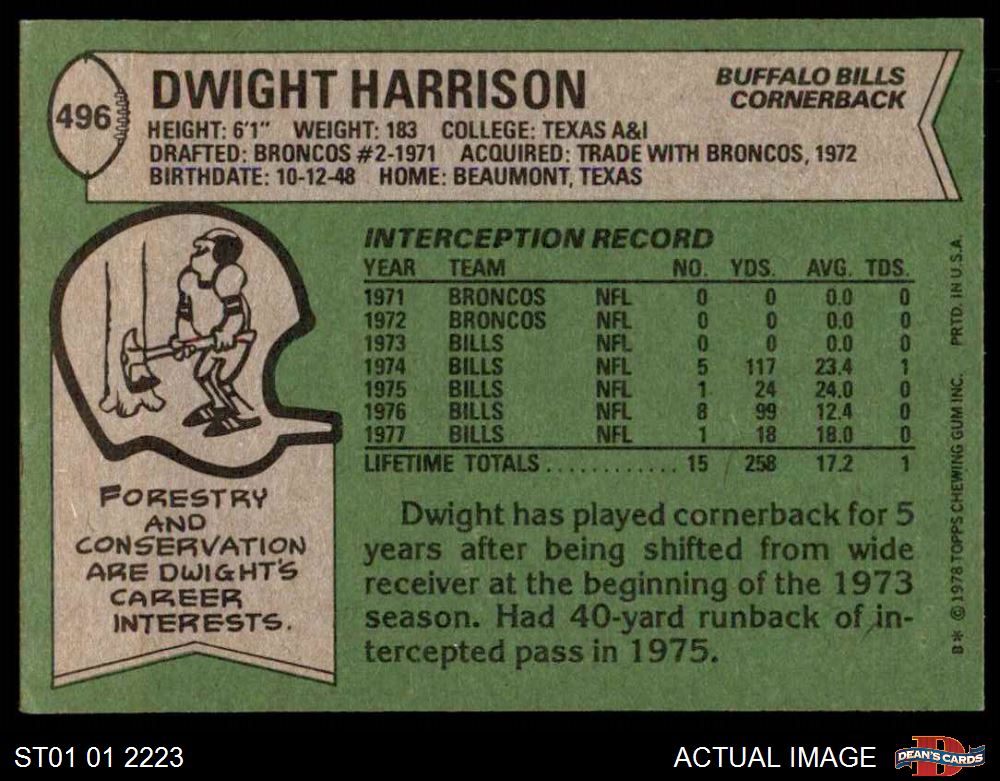 496
DWIGHT HARRISON
BUFFALO BILLS
CORNERBACK
HEIGHT: 6'1" WEIGHT: 183 COLLEGE: TEXAS A&I
DRAFTED: BRONCOS #2-1971 ACQUIRED: TRADE WITH BRONCOS, 1972
BIRTHDATE: 10-12-48 HOME: BEAUMONT, TEXAS
INTERCEPTION RECORD
YEAR TEAM NO. YDS. AVG. TDS.
1971 BRONCOS NFL 0 0 0.0 0
1972 BRONCOS NFL 0 0 0.0 0
1973 BILLS NFL 0 0 0.0 0
1974 BILLS NFL 5 117 23.4 1
1975 BILLS NFL 1 24 24.0 0
1976 BILLS NFL 8 99 12.4 0
1977 BILLS NFL 1 18 18.0 0
LIFETIME TOTALS............ 15 258 17.2 1
FORESTRY
AND
CONSERVATION
ARE DWIGHT'S
CAREER
INTERESTS.
Dwight has played cornerback for 5
years after being shifted from wide
receiver at the beginning of the 1973
season. Had 40-yard runback of in-
tercepted pass in 1975.
B* © 1978 TOPPS CHEWING GUM INC. PRTD. IN U.S.A.
ST01 01 2223
ACTUAL IMAGE
D
DEAN'S CARDS